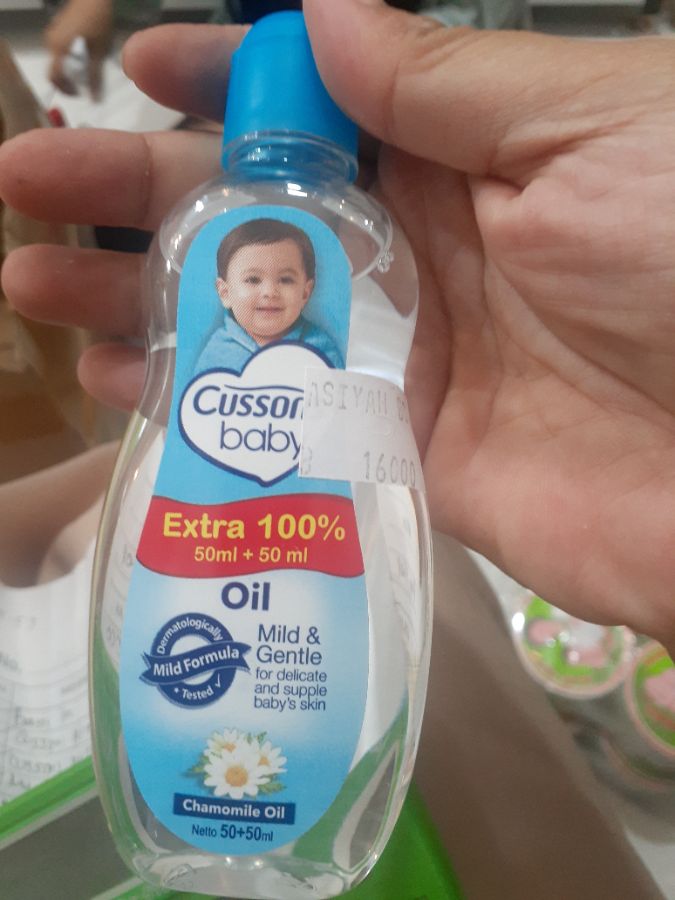 Cusson
baby
ASIYAH
16000
Extra 100%
50ml + 50 ml
Oil
Dermatologically
Mild Formula
Tested
Mild &
Gentle
for delicate
and supple
baby's skin
Chamomile Oil
Netto 50+50ml